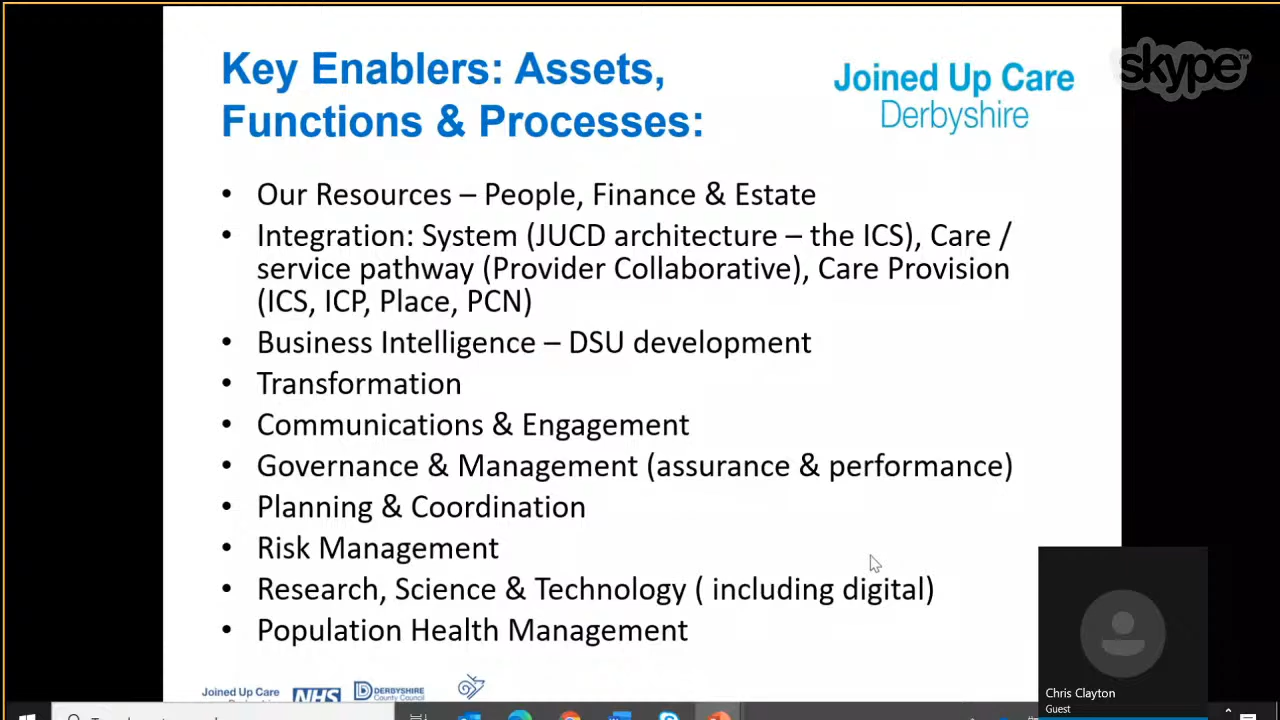 Key Enablers: Assets,
Functions & Processes:
Joined Up Care
Derbyshire
skype™
• Our Resources – People, Finance & Estate
• Integration: System (JUCD architecture – the ICS), Care /
service pathway (Provider Collaborative), Care Provision
(ICS, ICP, Place, PCN)
• Business Intelligence – DSU development
• Transformation
• Communications & Engagement
• Governance & Management (assurance & performance)
• Planning & Coordination
• Risk Management
• Research, Science & Technology ( including digital)
• Population Health Management
Joined Up Care
NHS
DERBYSHIRE
County Council
Chris Clayton
Guest